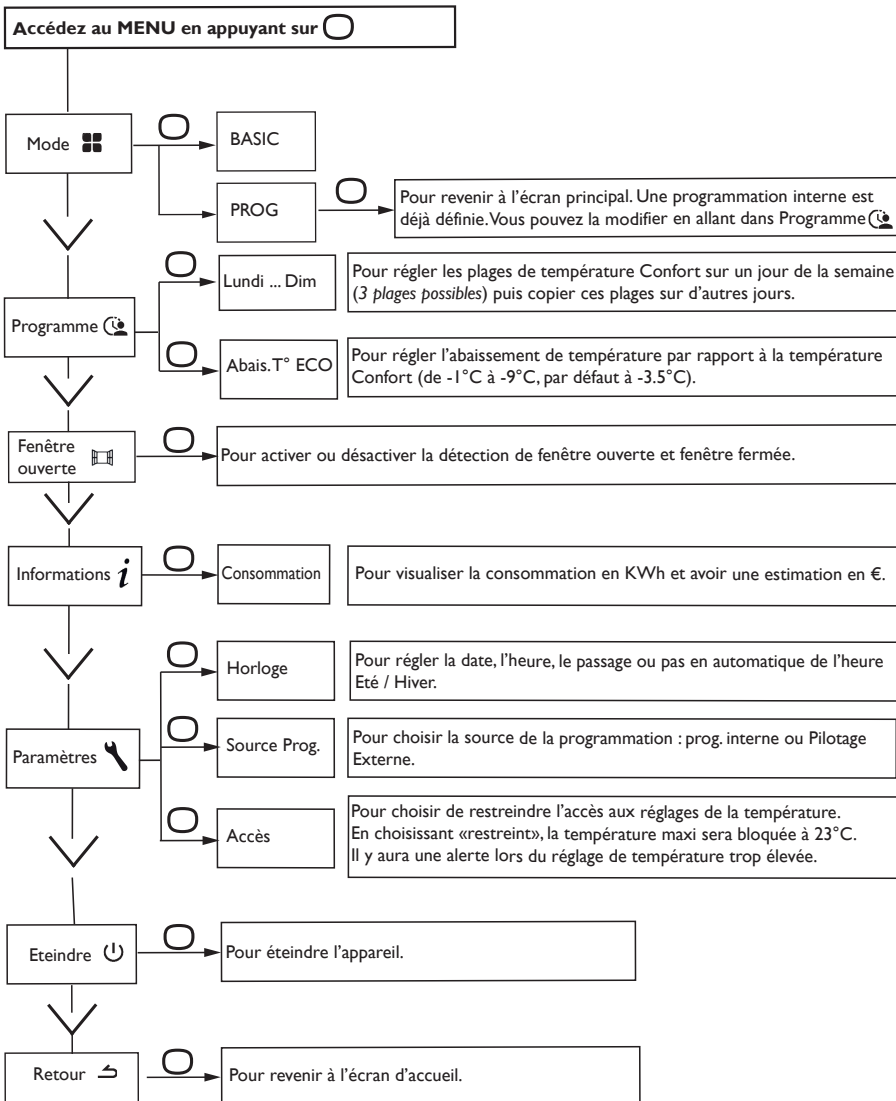 Accédez au MENU en appuyant sur
Mode
BASIC
PROG
Pour revenir à l'écran principal. Une programmation interne est
déjà définie. Vous pouvez la modifier en allant dans Programme
Programme
Lundi ... Dim
Pour régler les plages de température Confort sur un jour de la semaine
(3 plages possibles) puis copier ces plages sur d'autres jours.
Abais. T° ECO
Pour régler l'abaissement de température par rapport à la température
Confort (de -1°C à -9°C, par défaut à -3.5°C).
Fenêtre
ouverte
Pour activer ou désactiver la détection de fenêtre ouverte et fenêtre fermée.
Informations i
Consommation
Pour visualiser la consommation en KWh et avoir une estimation en €.
Paramètres
Horloge
Pour régler la date, l'heure, le passage ou pas en automatique de l'heure
Eté / Hiver.
Source Prog.
Pour choisir la source de la programmation : prog. interne ou Pilotage
Externe.
Accès
Pour choisir de restreindre l'accès aux réglages de la température.
En choisissant «restreint», la température maxi sera bloquée à 23°C.
Il y aura une alerte lors du réglage de température trop élevée.
Eteindre
Pour éteindre l'appareil.
Retour
Pour revenir à l'écran d'accueil.